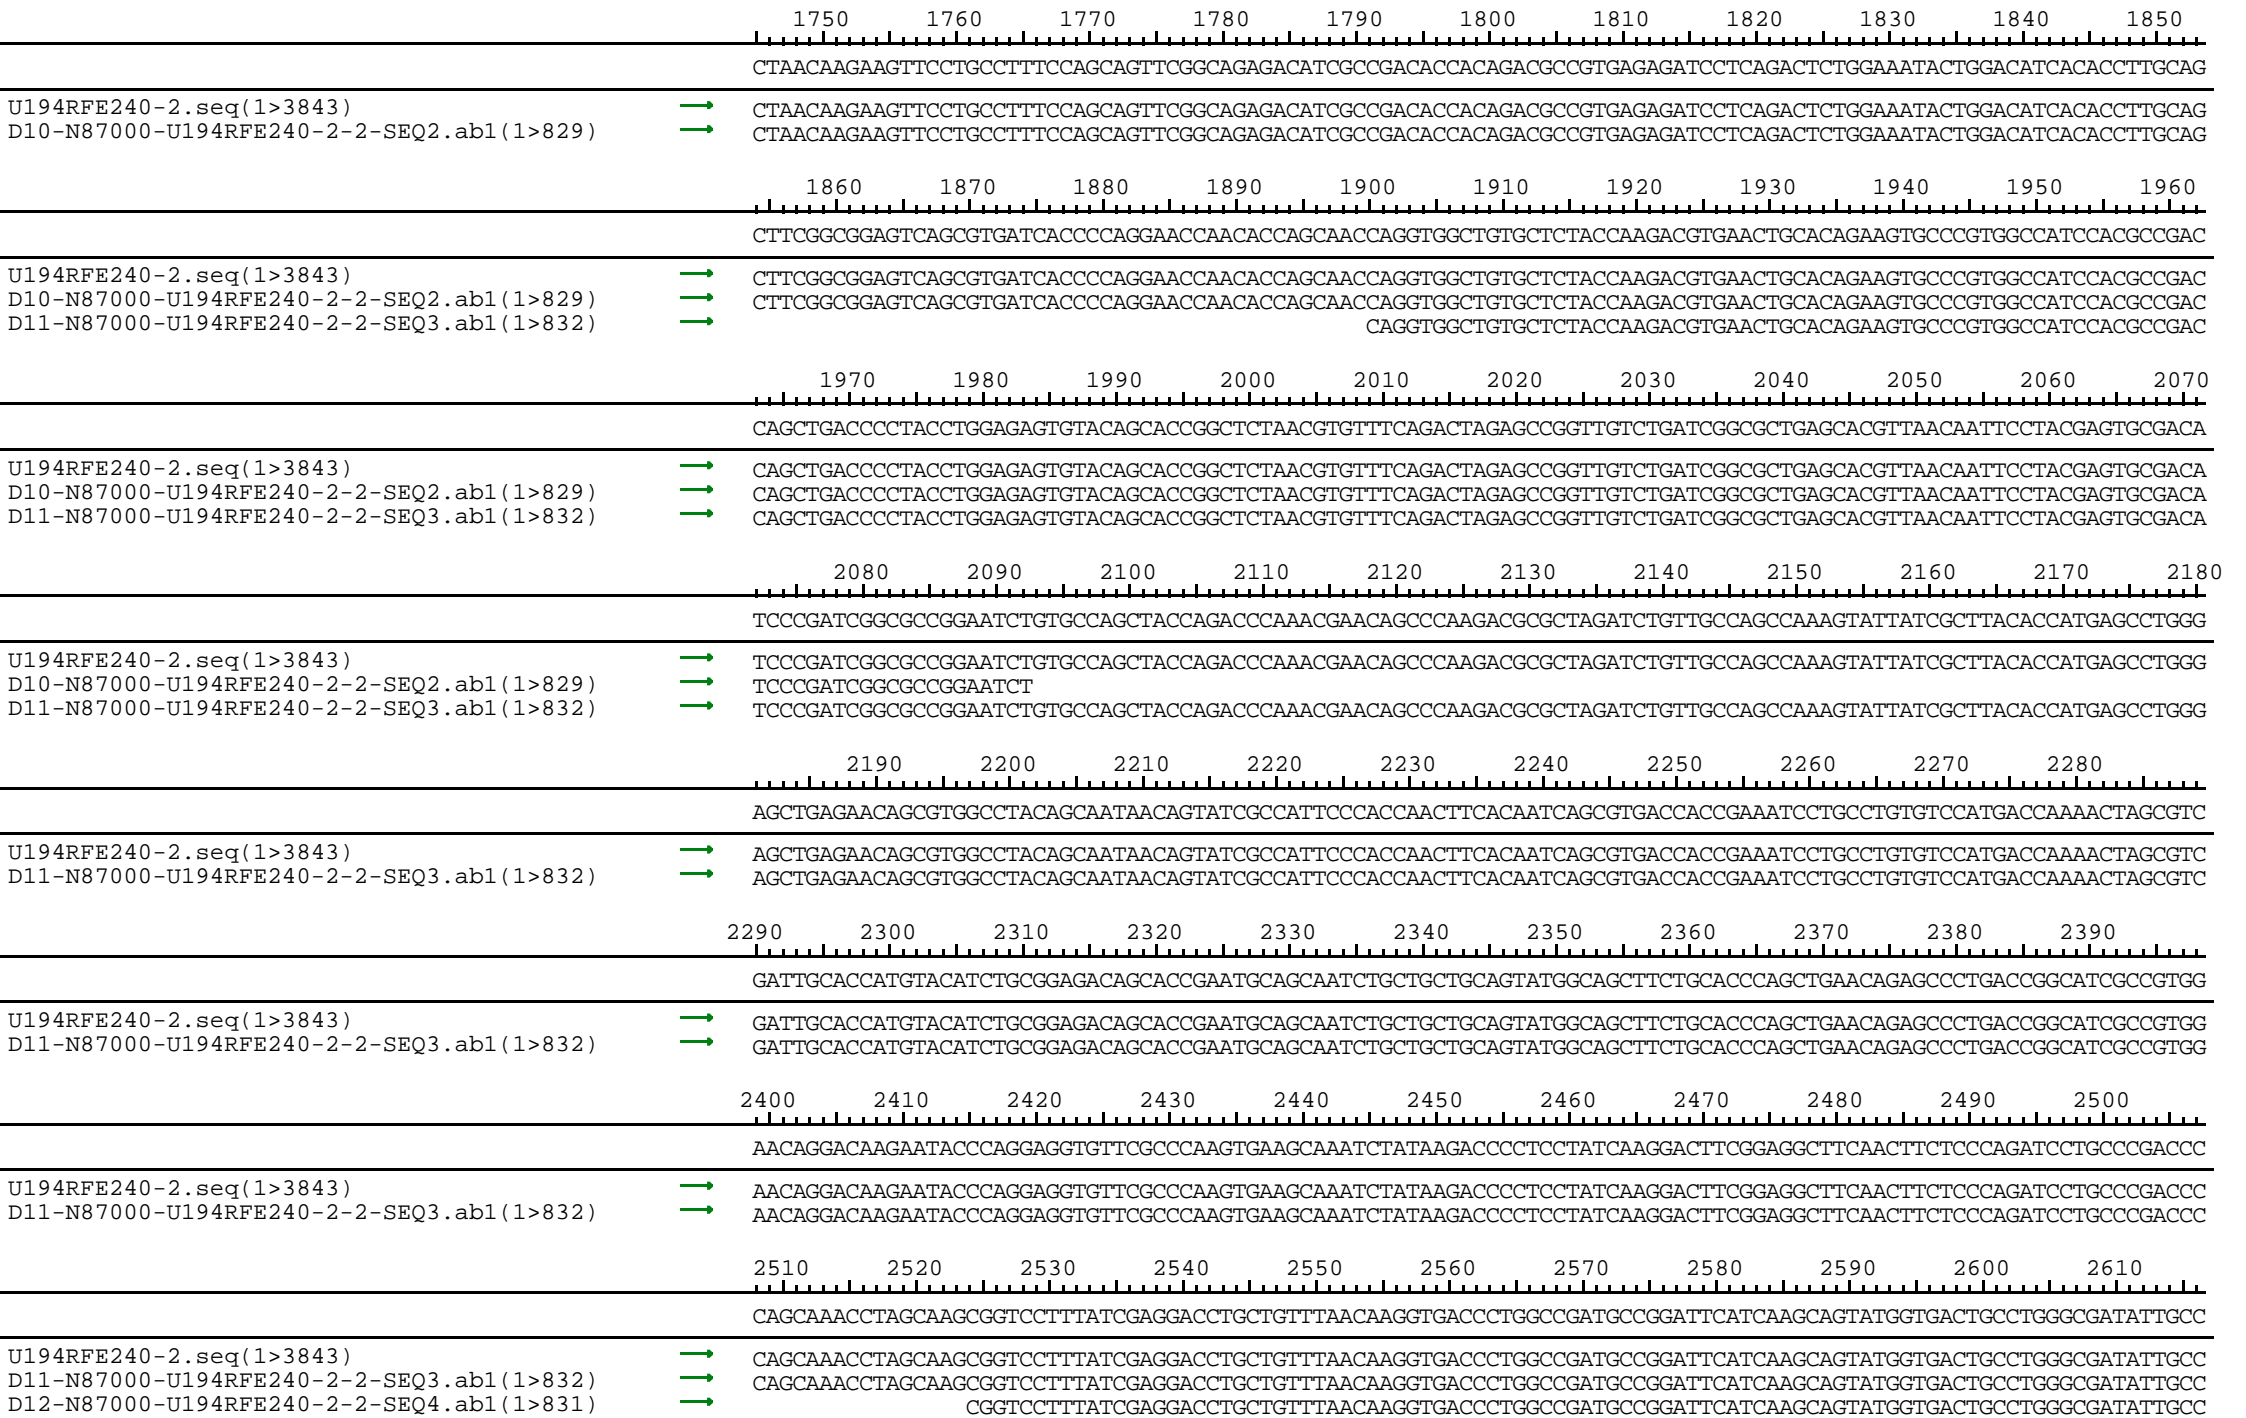 1750 1760 1770 1780 1790 1800 1810 1820 1830 1840 1850
CTAACAAGAAGTTCCTGCCTTTCCAGCAGTTCGGCAGAGACATCGCCGACACCACAGACGCCGTGAGAGATCCTCAGACTCTGGAAATACTGGACATCACACCTTGCAG
U194RFE240-2.seq(1>3843) CTAACAAGAAGTTCCTGCCTTTCCAGCAGTTCGGCAGAGACATCGCCGACACCACAGACGCCGTGAGAGATCCTCAGACTCTGGAAATACTGGACATCACACCTTGCAG
D10-N87000-U194RFE240-2-2-SEQ2.ab1(1>829) CTAACAAGAAGTTCCTGCCTTTCCAGCAGTTCGGCAGAGACATCGCCGACACCACAGACGCCGTGAGAGATCCTCAGACTCTGGAAATACTGGACATCACACCTTGCAG
1860 1870 1880 1890 1900 1910 1920 1930 1940 1950 1960
CTTCGGCGGAGTCAGCGTGATCACCCCAGGAACCAACACCAGCAACCAGGTGGCTGTGCTCTACCAAGACGTGAACTGCACAGAAGTGCCCGTGGCCATCCACGCCGAC
U194RFE240-2.seq(1>3843) CTTCGGCGGAGTCAGCGTGATCACCCCAGGAACCAACACCAGCAACCAGGTGGCTGTGCTCTACCAAGACGTGAACTGCACAGAAGTGCCCGTGGCCATCCACGCCGAC
D10-N87000-U194RFE240-2-2-SEQ2.ab1(1>829) CTTCGGCGGAGTCAGCGTGATCACCCCAGGAACCAACACCAGCAACCAGGTGGCTGTGCTCTACCAAGACGTGAACTGCACAGAAGTGCCCGTGGCCATCCACGCCGAC
D11-N87000-U194RFE240-2-2-SEQ3.ab1(1>832) CAGGTGGCTGTGCTCTACCAAGACGTGAACTGCACAGAAGTGCCCGTGGCCATCCACGCCGAC
1970 1980 1990 2000 2010 2020 2030 2040 2050 2060 2070
CAGCTGACCCCTACCTGGAGAGTGTACAGCACCGGCTCTAACGTGTTTCAGACTAGAGCCGGTTGTCTGATCGGCGCTGAGCACGTTAACAATTCCTACGAGTGCGACA
U194RFE240-2.seq(1>3843) CAGCTGACCCCTACCTGGAGAGTGTACAGCACCGGCTCTAACGTGTTTCAGACTAGAGCCGGTTGTCTGATCGGCGCTGAGCACGTTAACAATTCCTACGAGTGCGACA
D10-N87000-U194RFE240-2-2-SEQ2.ab1(1>829) CAGCTGACCCCTACCTGGAGAGTGTACAGCACCGGCTCTAACGTGTTTCAGACTAGAGCCGGTTGTCTGATCGGCGCTGAGCACGTTAACAATTCCTACGAGTGCGACA
D11-N87000-U194RFE240-2-2-SEQ3.ab1(1>832) CAGCTGACCCCTACCTGGAGAGTGTACAGCACCGGCTCTAACGTGTTTCAGACTAGAGCCGGTTGTCTGATCGGCGCTGAGCACGTTAACAATTCCTACGAGTGCGACA
2080 2090 2100 2110 2120 2130 2140 2150 2160 2170 2180
TCCCGATCGGCGCCGGAATCTGTGCCAGCTACCAGACCCAAACGAACAGCCCAAGACGCGCTAGATCTGTTGCCAGCCAAAGTATTATCGCTTACACCATGAGCCTGGG
U194RFE240-2.seq(1>3843) TCCCGATCGGCGCCGGAATCTGTGCCAGCTACCAGACCCAAACGAACAGCCCAAGACGCGCTAGATCTGTTGCCAGCCAAAGTATTATCGCTTACACCATGAGCCTGGG
D10-N87000-U194RFE240-2-2-SEQ2.ab1(1>829) TCCCGATCGGCGCCGGAATCT
D11-N87000-U194RFE240-2-2-SEQ3.ab1(1>832) TCCCGATCGGCGCCGGAATCTGTGCCAGCTACCAGACCCAAACGAACAGCCCAAGACGCGCTAGATCTGTTGCCAGCCAAAGTATTATCGCTTACACCATGAGCCTGGG
2190 2200 2210 2220 2230 2240 2250 2260 2270 2280
AGCTGAGAACAGCGTGGCCTACAGCAATAACAGTATCGCCATTCCCACCAACTTCACAATCAGCGTGACCACCGAAATCCTGCCTGTGTCCATGACCAAAACTAGCGTC
U194RFE240-2.seq(1>3843) AGCTGAGAACAGCGTGGCCTACAGCAATAACAGTATCGCCATTCCCACCAACTTCACAATCAGCGTGACCACCGAAATCCTGCCTGTGTCCATGACCAAAACTAGCGTC
D11-N87000-U194RFE240-2-2-SEQ3.ab1(1>832) AGCTGAGAACAGCGTGGCCTACAGCAATAACAGTATCGCCATTCCCACCAACTTCACAATCAGCGTGACCACCGAAATCCTGCCTGTGTCCATGACCAAAACTAGCGTC
2290 2300 2310 2320 2330 2340 2350 2360 2370 2380 2390
GATTGCACCATGTACATCTGCGGAGACAGCACCGAATGCAGCAATCTGCTGCTGCAGTATGGCAGCTTCTGCACCCAGCTGAACAGAGCCCTGACCGGCATCGCCGTGG
U194RFE240-2.seq(1>3843) GATTGCACCATGTACATCTGCGGAGACAGCACCGAATGCAGCAATCTGCTGCTGCAGTATGGCAGCTTCTGCACCCAGCTGAACAGAGCCCTGACCGGCATCGCCGTGG
D11-N87000-U194RFE240-2-2-SEQ3.ab1(1>832) GATTGCACCATGTACATCTGCGGAGACAGCACCGAATGCAGCAATCTGCTGCTGCAGTATGGCAGCTTCTGCACCCAGCTGAACAGAGCCCTGACCGGCATCGCCGTGG
2400 2410 2420 2430 2440 2450 2460 2470 2480 2490 2500
AACAGGACAAGAATACCCAGGAGGTGTTCGCCCAAGTGAAGCAAATCTATAAGACCCCTCCTATCAAGGACTTCGGAGGCTTCAACTTCTCCCAGATCCTGCCCGACCC
U194RFE240-2.seq(1>3843) AACAGGACAAGAATACCCAGGAGGTGTTCGCCCAAGTGAAGCAAATCTATAAGACCCCTCCTATCAAGGACTTCGGAGGCTTCAACTTCTCCCAGATCCTGCCCGACCC
D11-N87000-U194RFE240-2-2-SEQ3.ab1(1>832) AACAGGACAAGAATACCCAGGAGGTGTTCGCCCAAGTGAAGCAAATCTATAAGACCCCTCCTATCAAGGACTTCGGAGGCTTCAACTTCTCCCAGATCCTGCCCGACCC
2510 2520 2530 2540 2550 2560 2570 2580 2590 2600 2610
CAGCAAACCTAGCAAGCGGTCCTTTATCGAGGACCTGCTGTTTAACAAGGTGACCCTGGCCGATGCCGGATTCATCAAGCAGTATGGTGACTGCCTGGGCGATATTGCC
U194RFE240-2.seq(1>3843) CAGCAAACCTAGCAAGCGGTCCTTTATCGAGGACCTGCTGTTTAACAAGGTGACCCTGGCCGATGCCGGATTCATCAAGCAGTATGGTGACTGCCTGGGCGATATTGCC
D11-N87000-U194RFE240-2-2-SEQ3.ab1(1>832) CAGCAAACCTAGCAAGCGGTCCTTTATCGAGGACCTGCTGTTTAACAAGGTGACCCTGGCCGATGCCGGATTCATCAAGCAGTATGGTGACTGCCTGGGCGATATTGCC
D12-N87000-U194RFE240-2-2-SEQ4.ab1(1>831) CGGTCCTTTATCGAGGACCTGCTGTTTAACAAGGTGACCCTGGCCGATGCCGGATTCATCAAGCAGTATGGTGACTGCCTGGGCGATATTGCC